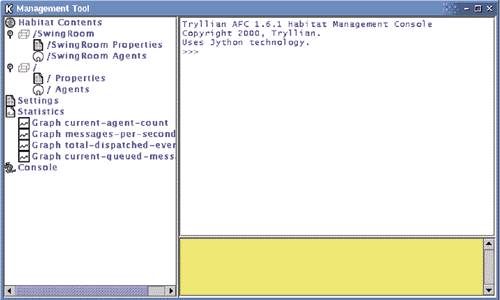 Management Tool
Habitat Contents
/SwingRoom
/SwingRoom Properties
/SwingRoom Agents
/
/ Properties
/ Agents
Settings
Statistics
Graph current-agent-count
Graph messages-per-second
Graph total-dispatched-ever
Graph current-queued-mess
Console
Tryllian AFC 1.6.1 Habitat Management Console
Copyright 2000, Tryllian.
Uses Jython technology.
>>>